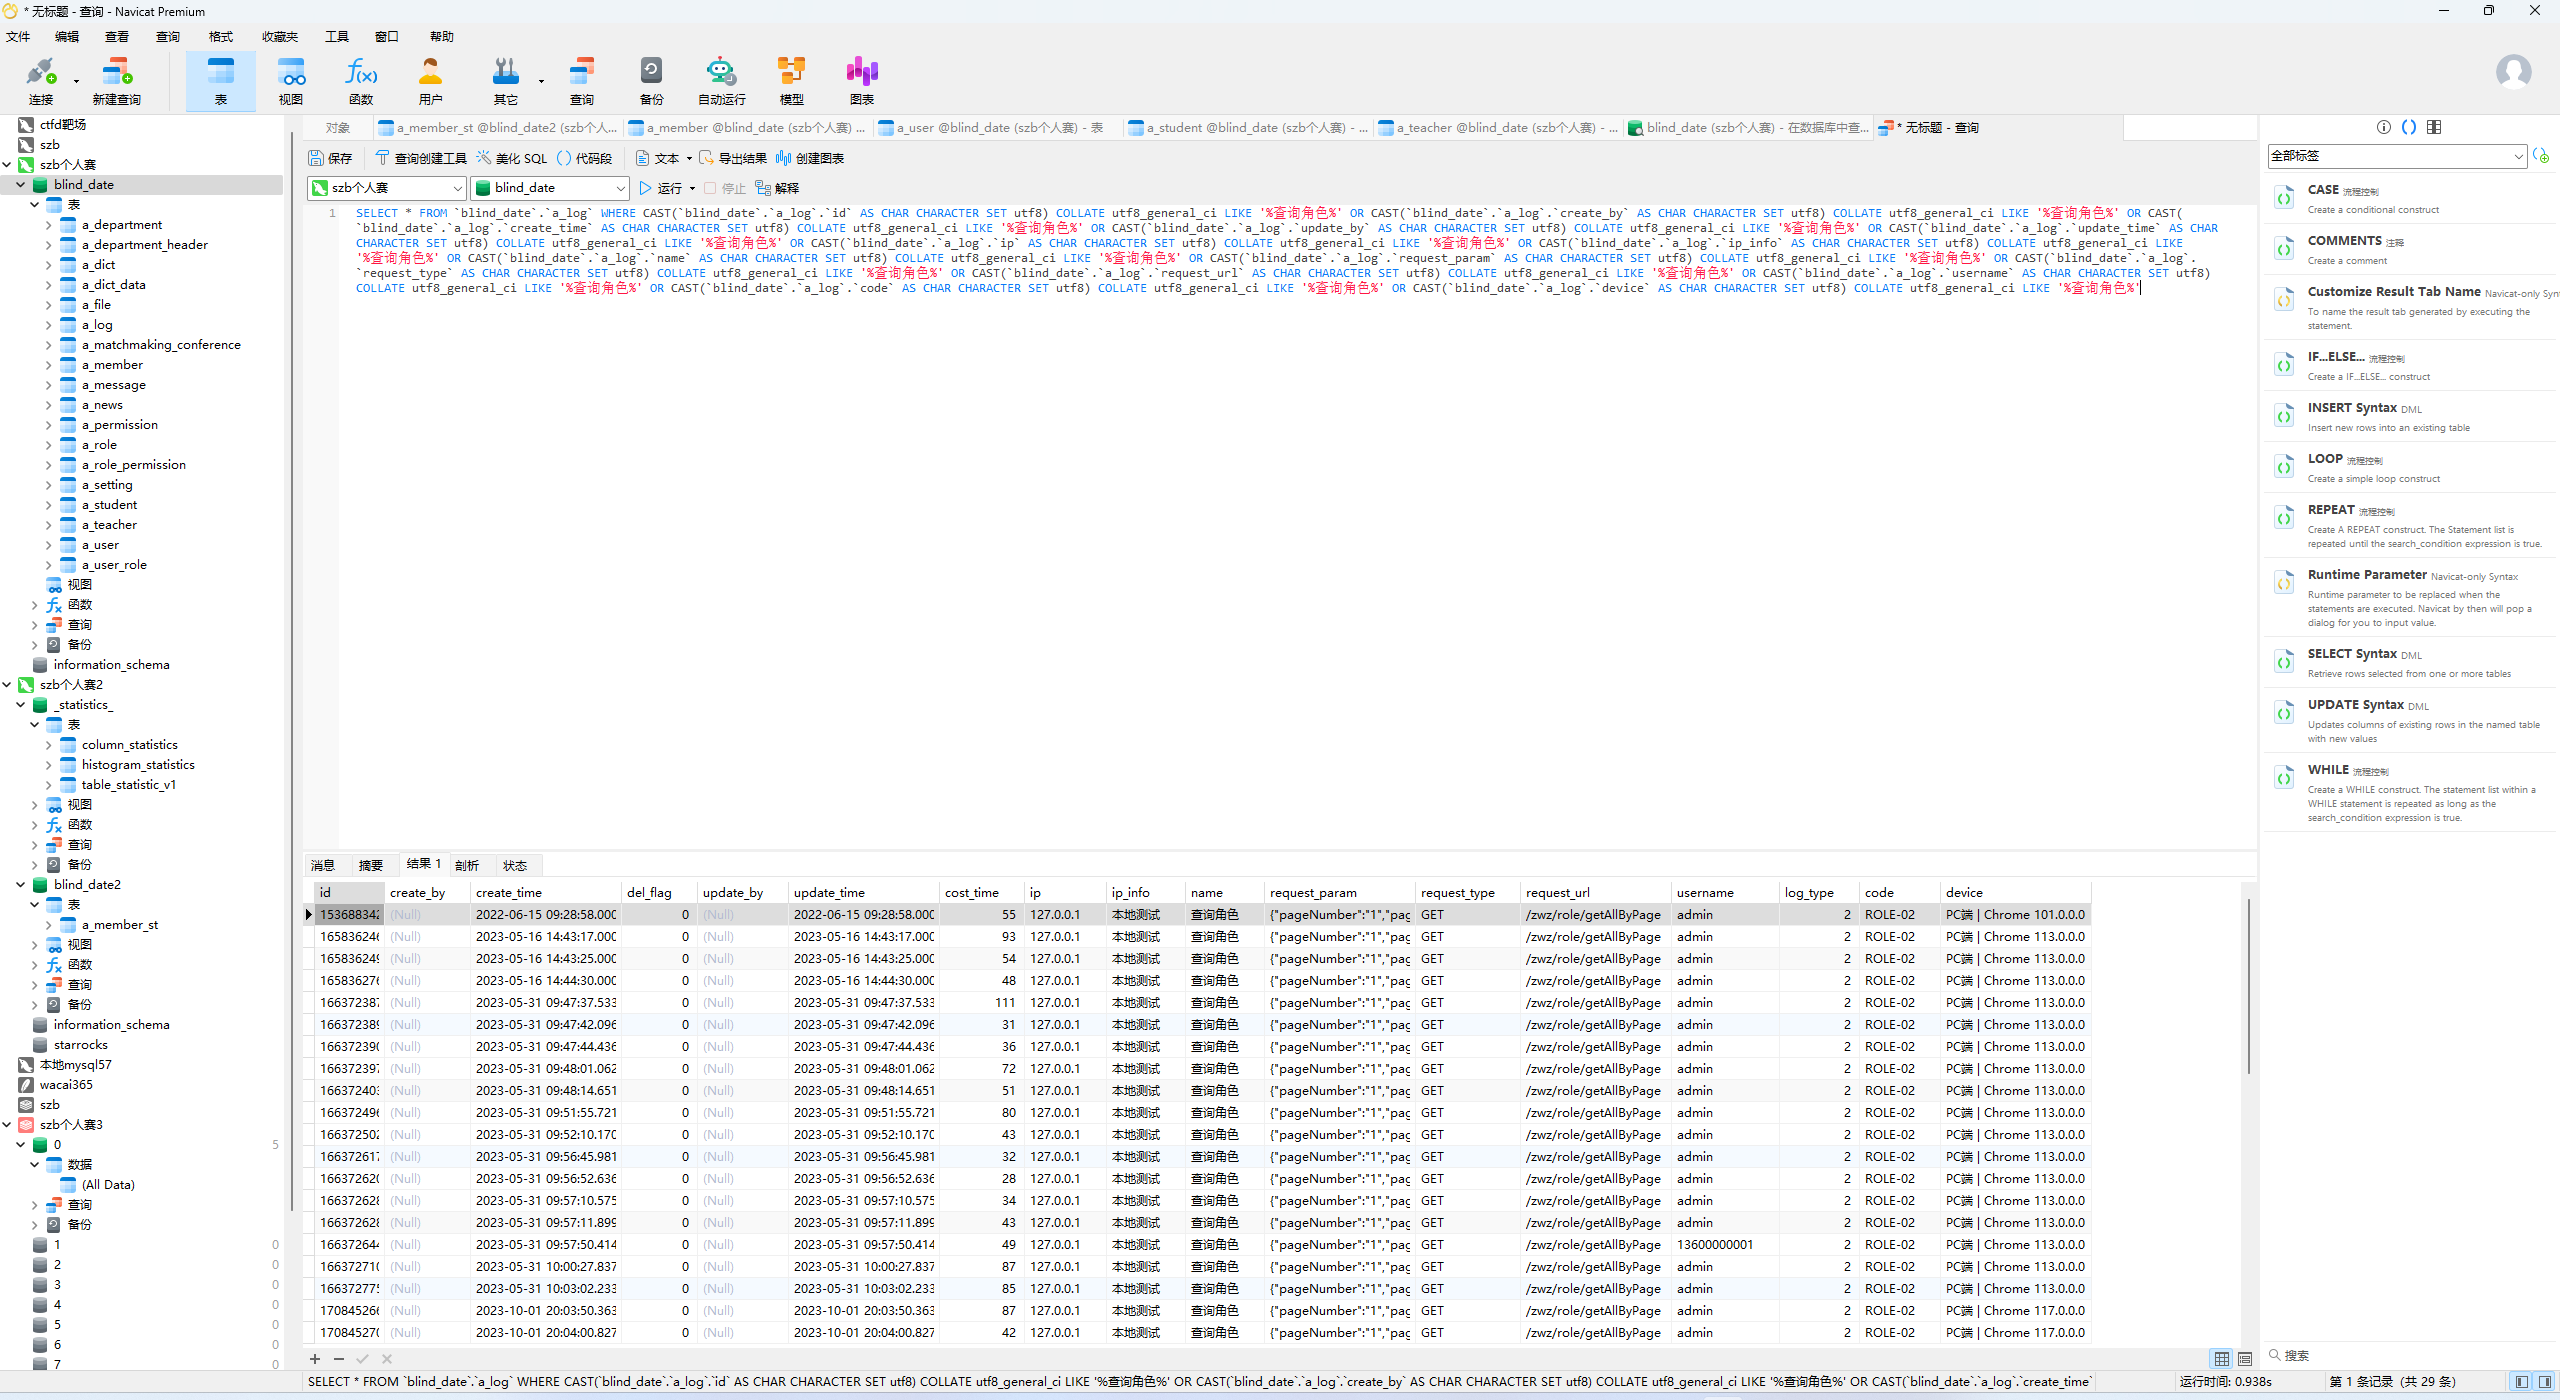 * 无标题 - 查询 - Navicat Premium
文件 编辑 查看 查询 格式 收藏夹 工具 窗口 帮助
连接 新建查询 表 视图 函数 用户 其它 查询 备份 自动运行 模型 图表
ctfd靶场
szb
szb个人赛
blind_date
表
a_department
a_department_header
a_dict
a_dict_data
a_file
a_log
a_matchmaking_conference
a_member
a_message
a_news
a_permission
a_role
a_role_permission
a_setting
a_student
a_teacher
a_user
a_user_role
视图
函数
查询
备份
information_schema
szb个人赛2
_statistics_
表
column_statistics
histogram_statistics
table_statistic_v1
视图
函数
查询
备份
blind_date2
表
a_member_st
视图
函数
查询
备份
information_schema
starrocks
本地mysql57
wacai365
szb
szb个人赛3
0 5
数据
(All Data)
查询
备份
1 0
2 0
3 0
4 0
5 0
6 0
7 0
对象 a_member_st @blind_date2 (szb个人... a_member @blind_date (szb个人赛) ... a_user @blind_date (szb个人赛) - 表 a_student @blind_date (szb个人赛) - ... a_teacher @blind_date (szb个人赛) - ... blind_date (szb个人赛) - 在数据库中查... * 无标题 - 查询
保存 查询创建工具 美化 SQL () 代码段 文本 导出结果 创建图表
szb个人赛 blind_date 运行 停止 解释
1 SELECT * FROM `blind_date`.`a_log` WHERE CAST(`blind_date`.`a_log`.`id` AS CHAR CHARACTER SET utf8) COLLATE utf8_general_ci LIKE '%查询角色%' OR CAST(`blind_date`.`a_log`.`create_by` AS CHAR CHARACTER SET utf8) COLLATE utf8_general_ci LIKE '%查询角色%' OR CAST(
`blind_date`.`a_log`.`create_time` AS CHAR CHARACTER SET utf8) COLLATE utf8_general_ci LIKE '%查询角色%' OR CAST(`blind_date`.`a_log`.`update_by` AS CHAR CHARACTER SET utf8) COLLATE utf8_general_ci LIKE '%查询角色%' OR CAST(`blind_date`.`a_log`.`update_time` AS CHAR
CHARACTER SET utf8) COLLATE utf8_general_ci LIKE '%查询角色%' OR CAST(`blind_date`.`a_log`.`ip` AS CHAR CHARACTER SET utf8) COLLATE utf8_general_ci LIKE '%查询角色%' OR CAST(`blind_date`.`a_log`.`ip_info` AS CHAR CHARACTER SET utf8) COLLATE utf8_general_ci LIKE
'%查询角色%' OR CAST(`blind_date`.`a_log`.`name` AS CHAR CHARACTER SET utf8) COLLATE utf8_general_ci LIKE '%查询角色%' OR CAST(`blind_date`.`a_log`.`request_param` AS CHAR CHARACTER SET utf8) COLLATE utf8_general_ci LIKE '%查询角色%' OR CAST(`blind_date`.`a_log`.
`request_type` AS CHAR CHARACTER SET utf8) COLLATE utf8_general_ci LIKE '%查询角色%' OR CAST(`blind_date`.`a_log`.`request_url` AS CHAR CHARACTER SET utf8) COLLATE utf8_general_ci LIKE '%查询角色%' OR CAST(`blind_date`.`a_log`.`username` AS CHAR CHARACTER SET utf8)
COLLATE utf8_general_ci LIKE '%查询角色%' OR CAST(`blind_date`.`a_log`.`code` AS CHAR CHARACTER SET utf8) COLLATE utf8_general_ci LIKE '%查询角色%' OR CAST(`blind_date`.`a_log`.`device` AS CHAR CHARACTER SET utf8) COLLATE utf8_general_ci LIKE '%查询角色%'
消息 摘要 结果 1 剖析 状态
id create_by create_time del_flag update_by update_time cost_time ip ip_info name request_param request_type request_url username log_type code device
153688342 (Null) 2022-06-15 09:28:58.000 0 (Null) 2022-06-15 09:28:58.000 55 127.0.0.1 本地测试 查询角色 {"pageNumber":"1","pag GET /zwz/role/getAllByPage admin 2 ROLE-02 PC端 | Chrome 101.0.0.0
165836246 (Null) 2023-05-16 14:43:17.000 0 (Null) 2023-05-16 14:43:17.000 93 127.0.0.1 本地测试 查询角色 {"pageNumber":"1","pag GET /zwz/role/getAllByPage admin 2 ROLE-02 PC端 | Chrome 113.0.0.0
165836249 (Null) 2023-05-16 14:43:25.000 0 (Null) 2023-05-16 14:43:25.000 54 127.0.0.1 本地测试 查询角色 {"pageNumber":"1","pag GET /zwz/role/getAllByPage admin 2 ROLE-02 PC端 | Chrome 113.0.0.0
165836276 (Null) 2023-05-16 14:44:30.000 0 (Null) 2023-05-16 14:44:30.000 48 127.0.0.1 本地测试 查询角色 {"pageNumber":"1","pag GET /zwz/role/getAllByPage admin 2 ROLE-02 PC端 | Chrome 113.0.0.0
166372387 (Null) 2023-05-31 09:47:37.533 0 (Null) 2023-05-31 09:47:37.533 111 127.0.0.1 本地测试 查询角色 {"pageNumber":"1","pag GET /zwz/role/getAllByPage admin 2 ROLE-02 PC端 | Chrome 113.0.0.0
166372389 (Null) 2023-05-31 09:47:42.096 0 (Null) 2023-05-31 09:47:42.096 31 127.0.0.1 本地测试 查询角色 {"pageNumber":"1","pag GET /zwz/role/getAllByPage admin 2 ROLE-02 PC端 | Chrome 113.0.0.0
166372390 (Null) 2023-05-31 09:47:44.436 0 (Null) 2023-05-31 09:47:44.436 36 127.0.0.1 本地测试 查询角色 {"pageNumber":"1","pag GET /zwz/role/getAllByPage admin 2 ROLE-02 PC端 | Chrome 113.0.0.0
166372397 (Null) 2023-05-31 09:48:01.062 0 (Null) 2023-05-31 09:48:01.062 72 127.0.0.1 本地测试 查询角色 {"pageNumber":"1","pag GET /zwz/role/getAllByPage admin 2 ROLE-02 PC端 | Chrome 113.0.0.0
166372403 (Null) 2023-05-31 09:48:14.651 0 (Null) 2023-05-31 09:48:14.651 51 127.0.0.1 本地测试 查询角色 {"pageNumber":"1","pag GET /zwz/role/getAllByPage admin 2 ROLE-02 PC端 | Chrome 113.0.0.0
166372496 (Null) 2023-05-31 09:51:55.721 0 (Null) 2023-05-31 09:51:55.721 80 127.0.0.1 本地测试 查询角色 {"pageNumber":"1","pag GET /zwz/role/getAllByPage admin 2 ROLE-02 PC端 | Chrome 113.0.0.0
166372502 (Null) 2023-05-31 09:52:10.170 0 (Null) 2023-05-31 09:52:10.170 43 127.0.0.1 本地测试 查询角色 {"pageNumber":"1","pag GET /zwz/role/getAllByPage admin 2 ROLE-02 PC端 | Chrome 113.0.0.0
166372617 (Null) 2023-05-31 09:56:45.981 0 (Null) 2023-05-31 09:56:45.981 32 127.0.0.1 本地测试 查询角色 {"pageNumber":"1","pag GET /zwz/role/getAllByPage admin 2 ROLE-02 PC端 | Chrome 113.0.0.0
166372620 (Null) 2023-05-31 09:56:52.636 0 (Null) 2023-05-31 09:56:52.636 28 127.0.0.1 本地测试 查询角色 {"pageNumber":"1","pag GET /zwz/role/getAllByPage admin 2 ROLE-02 PC端 | Chrome 113.0.0.0
166372628 (Null) 2023-05-31 09:57:10.575 0 (Null) 2023-05-31 09:57:10.575 34 127.0.0.1 本地测试 查询角色 {"pageNumber":"1","pag GET /zwz/role/getAllByPage admin 2 ROLE-02 PC端 | Chrome 113.0.0.0
166372628 (Null) 2023-05-31 09:57:11.899 0 (Null) 2023-05-31 09:57:11.899 43 127.0.0.1 本地测试 查询角色 {"pageNumber":"1","pag GET /zwz/role/getAllByPage admin 2 ROLE-02 PC端 | Chrome 113.0.0.0
166372644 (Null) 2023-05-31 09:57:50.414 0 (Null) 2023-05-31 09:57:50.414 49 127.0.0.1 本地测试 查询角色 {"pageNumber":"1","pag GET /zwz/role/getAllByPage 13600000001 2 ROLE-02 PC端 | Chrome 113.0.0.0
166372710 (Null) 2023-05-31 10:00:27.837 0 (Null) 2023-05-31 10:00:27.837 87 127.0.0.1 本地测试 查询角色 {"pageNumber":"1","pag GET /zwz/role/getAllByPage admin 2 ROLE-02 PC端 | Chrome 113.0.0.0
166372775 (Null) 2023-05-31 10:03:02.233 0 (Null) 2023-05-31 10:03:02.233 85 127.0.0.1 本地测试 查询角色 {"pageNumber":"1","pag GET /zwz/role/getAllByPage admin 2 ROLE-02 PC端 | Chrome 113.0.0.0
170845266 (Null) 2023-10-01 20:03:50.363 0 (Null) 2023-10-01 20:03:50.363 87 127.0.0.1 本地测试 查询角色 {"pageNumber":"1","pag GET /zwz/role/getAllByPage admin 2 ROLE-02 PC端 | Chrome 117.0.0.0
170845270 (Null) 2023-10-01 20:04:00.827 0 (Null) 2023-10-01 20:04:00.827 42 127.0.0.1 本地测试 查询角色 {"pageNumber":"1","pag GET /zwz/role/getAllByPage admin 2 ROLE-02 PC端 | Chrome 117.0.0.0
全部标签
CASE 流程控制
Create a conditional construct
COMMENTS 注释
Create a comment
Customize Result Tab Name Navicat-only Syn
To name the result tab generated by executing the
statement.
IF...ELSE... 流程控制
Create a IF...ELSE... construct
INSERT Syntax DML
Insert new rows into an existing table
LOOP 流程控制
Create a simple loop construct
REPEAT 流程控制
Create A REPEAT construct. The Statement list is
repeated until the search_condition expression is true.
Runtime Parameter Navicat-only Syntax
Runtime parameter to be replaced when the
statements are executed. Navicat by then will pop a
dialog for you to input value.
SELECT Syntax DML
Retrieve rows selected from one or more tables
UPDATE Syntax DML
Updates columns of existing rows in the named table
with new values
WHILE 流程控制
Create a WHILE construct. The statement list within a
WHILE statement is repeated as long as the
search_condition expression is true.
搜索
SELECT * FROM `blind_date`.`a_log` WHERE CAST(`blind_date`.`a_log`.`id` AS CHAR CHARACTER SET utf8) COLLATE utf8_general_ci LIKE '%查询角色%' OR CAST(`blind_date`.`a_log`.`create_by` AS CHAR CHARACTER SET utf8) COLLATE utf8_general_ci LIKE '%查询角色%' OR CAST(`blind_date`.`a_log`.`create_time` 运行时间: 0.938s 第 1 条记录 (共 29 条)